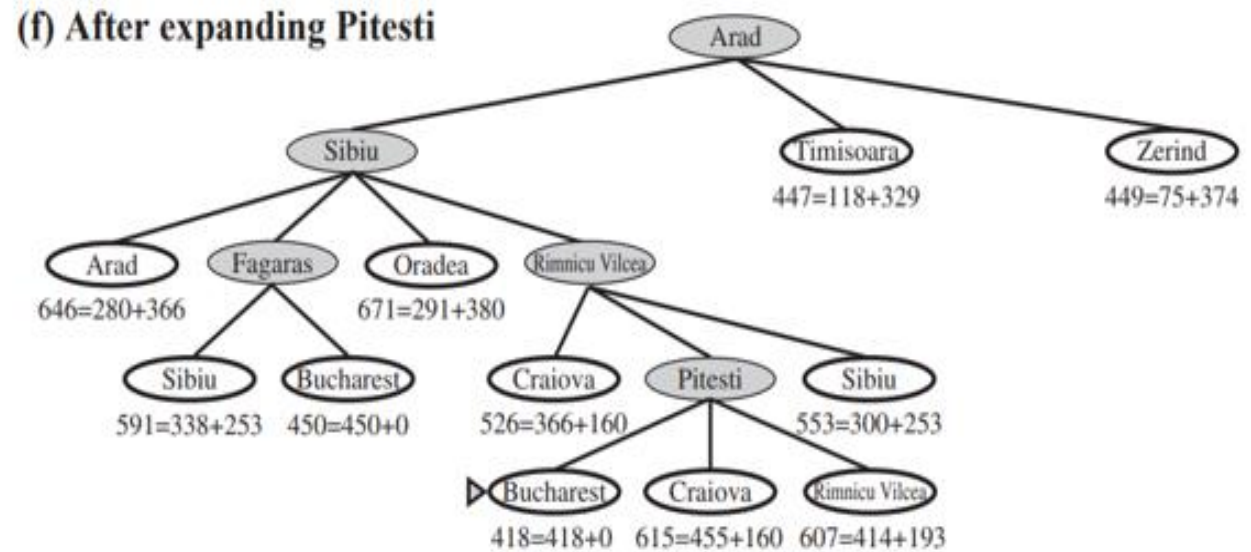 (f) After expanding Pitesti
Arad
Sibiu Timisoara Zerind
447=118+329 449=75+374
Arad Fagaras Oradea Rimnicu Vilcea
646=280+366 671=291+380
Sibiu Bucharest Craiova Pitesti Sibiu
591=338+253 450=450+0 526=366+160 553=300+253
Bucharest Craiova Rimnicu Vilcea
418=418+0 615=455+160 607=414+193